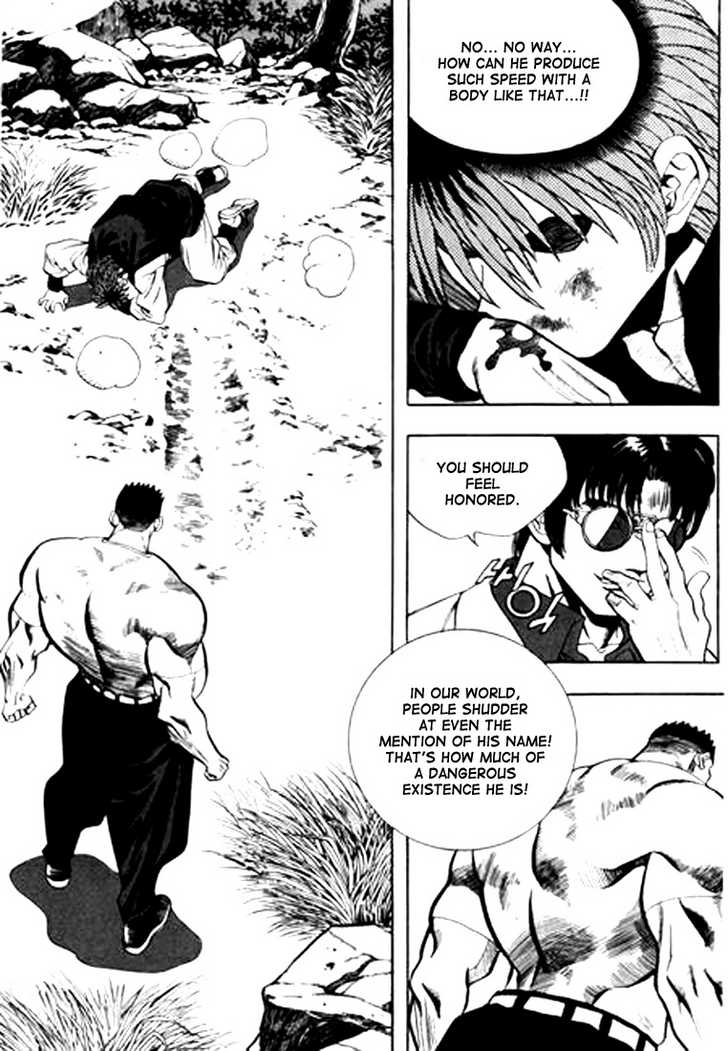 NO... NO WAY...
HOW CAN HE PRODUCE
SUCH SPEED WITH A
BODY LIKE THAT...!!
YOU SHOULD
FEEL
HONORED.
IN OUR WORLD,
PEOPLE SHUDDER
AT EVEN THE
MENTION OF HIS NAME!
THAT'S HOW MUCH OF
A DANGEROUS
EXISTENCE HE IS!